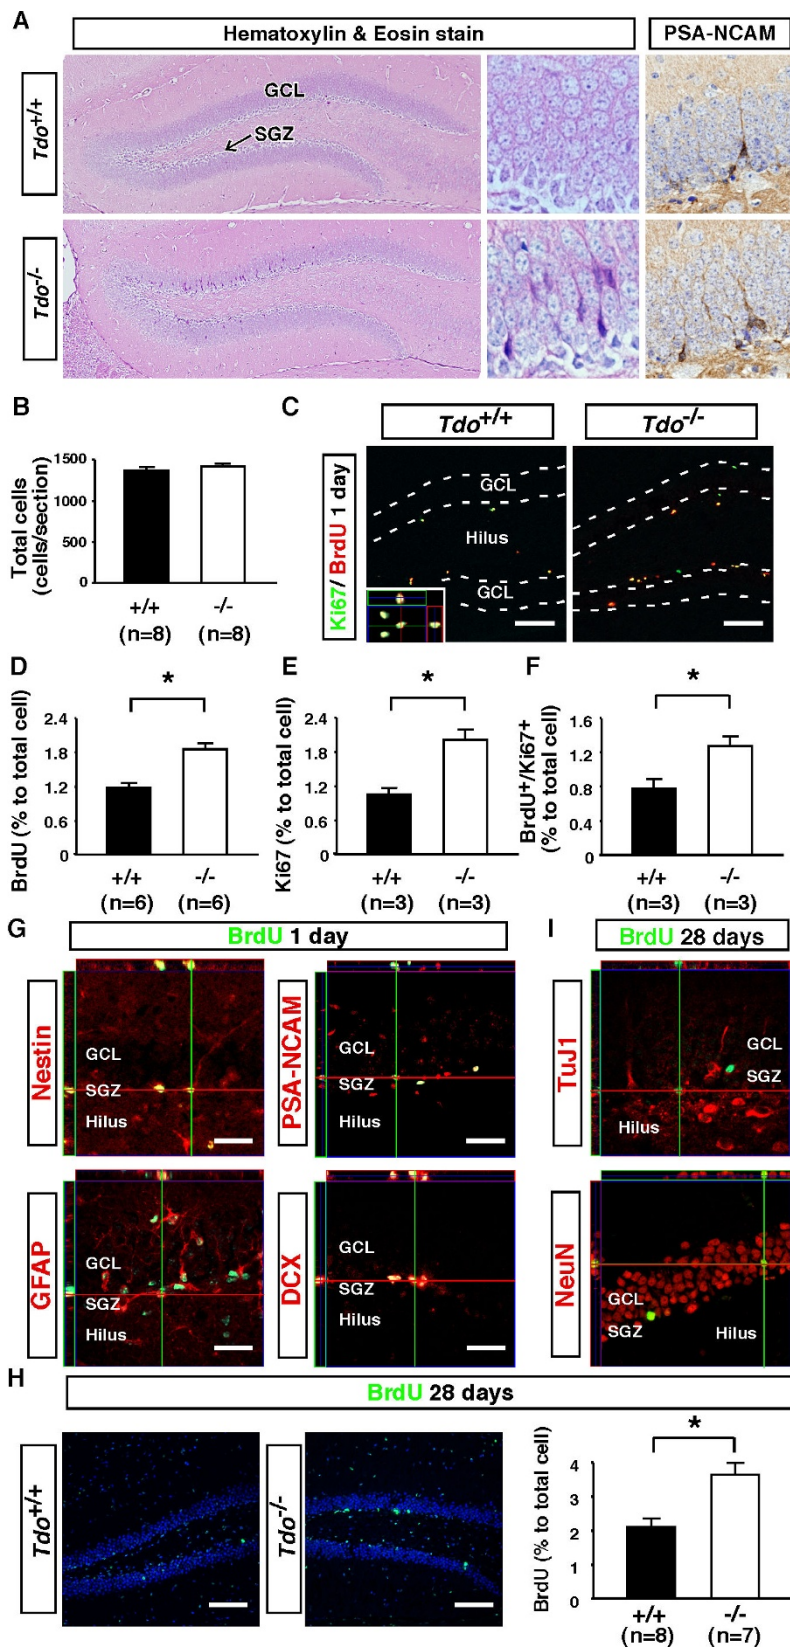 A
Hematoxylin & Eosin stain
PSA-NCAM
Tdo+/+
GCL
SGZ
Tdo-/-
B
Total cells
(cells/section)
1500
1000
500
0
+/+
-/-
(n=8)
(n=8)
C
Tdo+/+
Tdo-/-
Ki67/ BrdU 1 day
GCL
Hilus
GCL
D
BrdU (% to total cell)
2.4
1.8
1.2
0.6
0
*
+/+
-/-
(n=6)
(n=6)
E
Ki67 (% to total cell)
2.4
1.8
1.2
0.6
0
*
+/+
-/-
(n=3)
(n=3)
F
BrdU+/Ki67+
(% to total cell)
1.6
1.2
0.8
0.4
0
*
+/+
-/-
(n=3)
(n=3)
G
BrdU 1 day
Nestin
GCL
SGZ
Hilus
PSA-NCAM
GCL
SGZ
Hilus
GFAP
GCL
SGZ
Hilus
DCX
GCL
SGZ
Hilus
I
BrdU 28 days
TuJ1
GCL
SGZ
Hilus
NeuN
GCL
SGZ
Hilus
H
BrdU 28 days
Tdo+/+
Tdo-/-
BrdU (% to total cell)
4
3
2
1
0
*
+/+
-/-
(n=8)
(n=7)